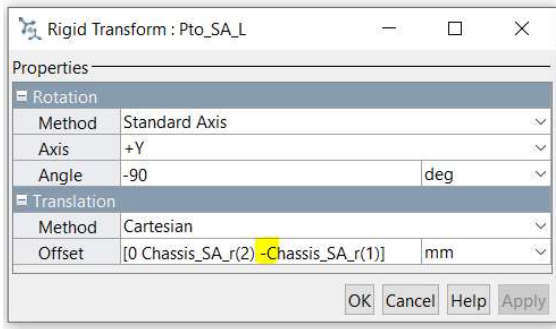 Rigid Transform : Pto_SA_L
Properties
Rotation
Method Standard Axis
Axis +Y
Angle -90 deg
Translation
Method Cartesian
Offset [0 Chassis_SA_r(2) -Chassis_SA_r(1)] mm
OK Cancel Help Apply